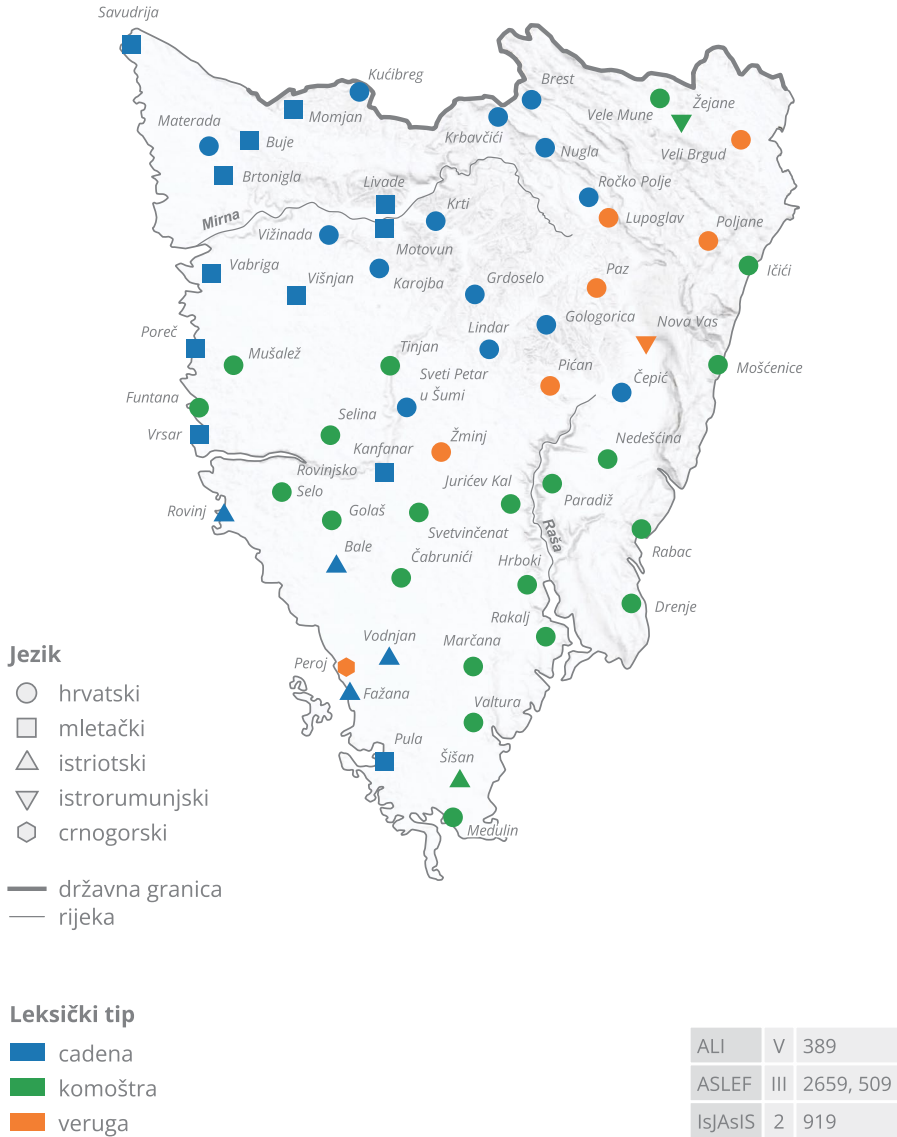 Savudrija
Kućibreg
Momjan
Materada
Buje
Brtonigla
Brest
Krbavčići
Nugla
Vele Mune
Žejane
Veli Brgud
Livade
Mirna
Krti
Ročko Polje
Lupoglav
Poljane
Vižinada
Motovun
Vabriga
Višnjan
Karojba
Grdoselo
Paz
Ičići
Gologorica
Nova Vas
Poreč
Mušalež
Tinjan
Lindar
Pićan
Čepić
Mošćenice
Sveti Petar
u Šumi
Funtana
Vrsar
Selina
Kanfanar
Žminj
Nedešćina
Rovinjsko
Selo
Jurićev Kal
Paradiž
Rovinj
Golaš
Svetvinčenat
Raša
Rabac
Bale
Čabrunići
Hrboki
Drenje
Rakalj
Vodnjan
Marčana
Peroj
Fažana
Valtura
Pula
Šišan
Medulin
Jezik
hrvatski
mletački
istriotski
istrorumunjski
crnogorski
državna granica
rijeka
Leksički tip
cadena
komoštra
veruga
ALI V 389
ASLEF III 2659, 509
IsJAsIS 2 919